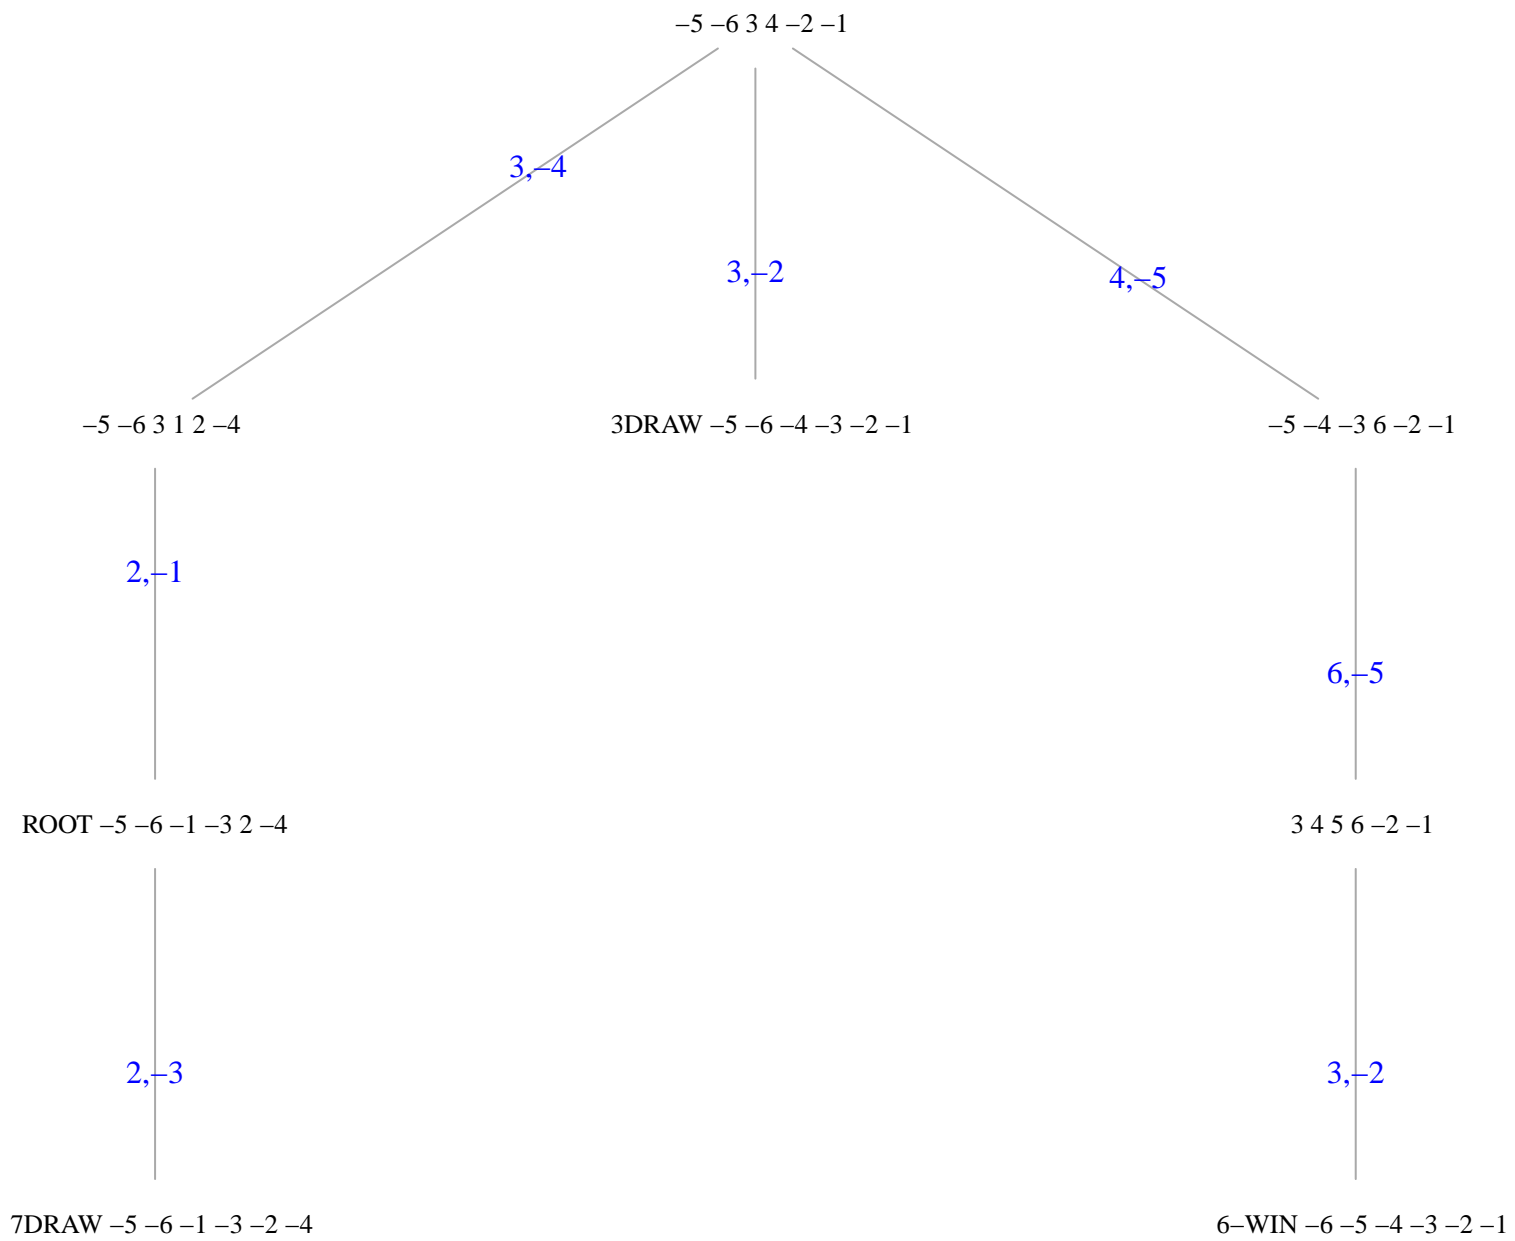 –5 –6 3 4 –2 –1
3,–4
3,–2
4,–5
–5 –6 3 1 2 –4
3DRAW –5 –6 –4 –3 –2 –1
–5 –4 –3 6 –2 –1
2,–1
6,–5
ROOT –5 –6 –1 –3 2 –4
3 4 5 6 –2 –1
2,–3
3,–2
7DRAW –5 –6 –1 –3 –2 –4
6–WIN –6 –5 –4 –3 –2 –1